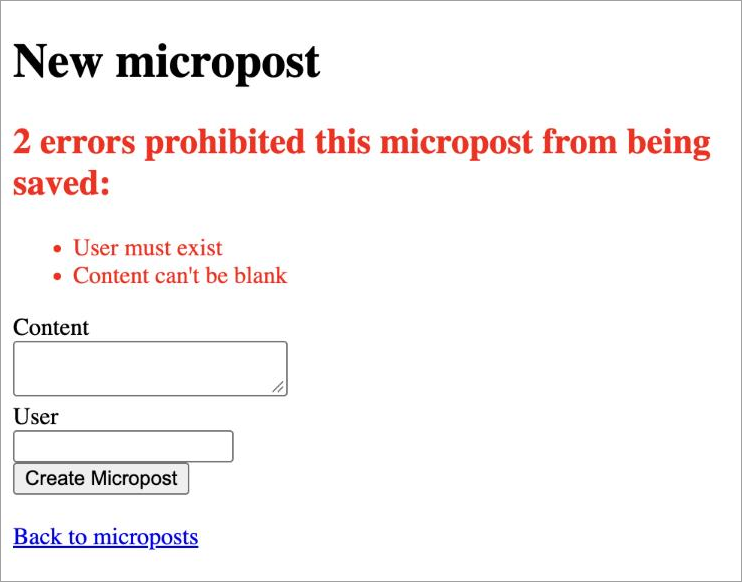 New micropost
2 errors prohibited this micropost from being
saved:
User must exist
Content can't be blank
Content
User
Create Micropost
Back to microposts